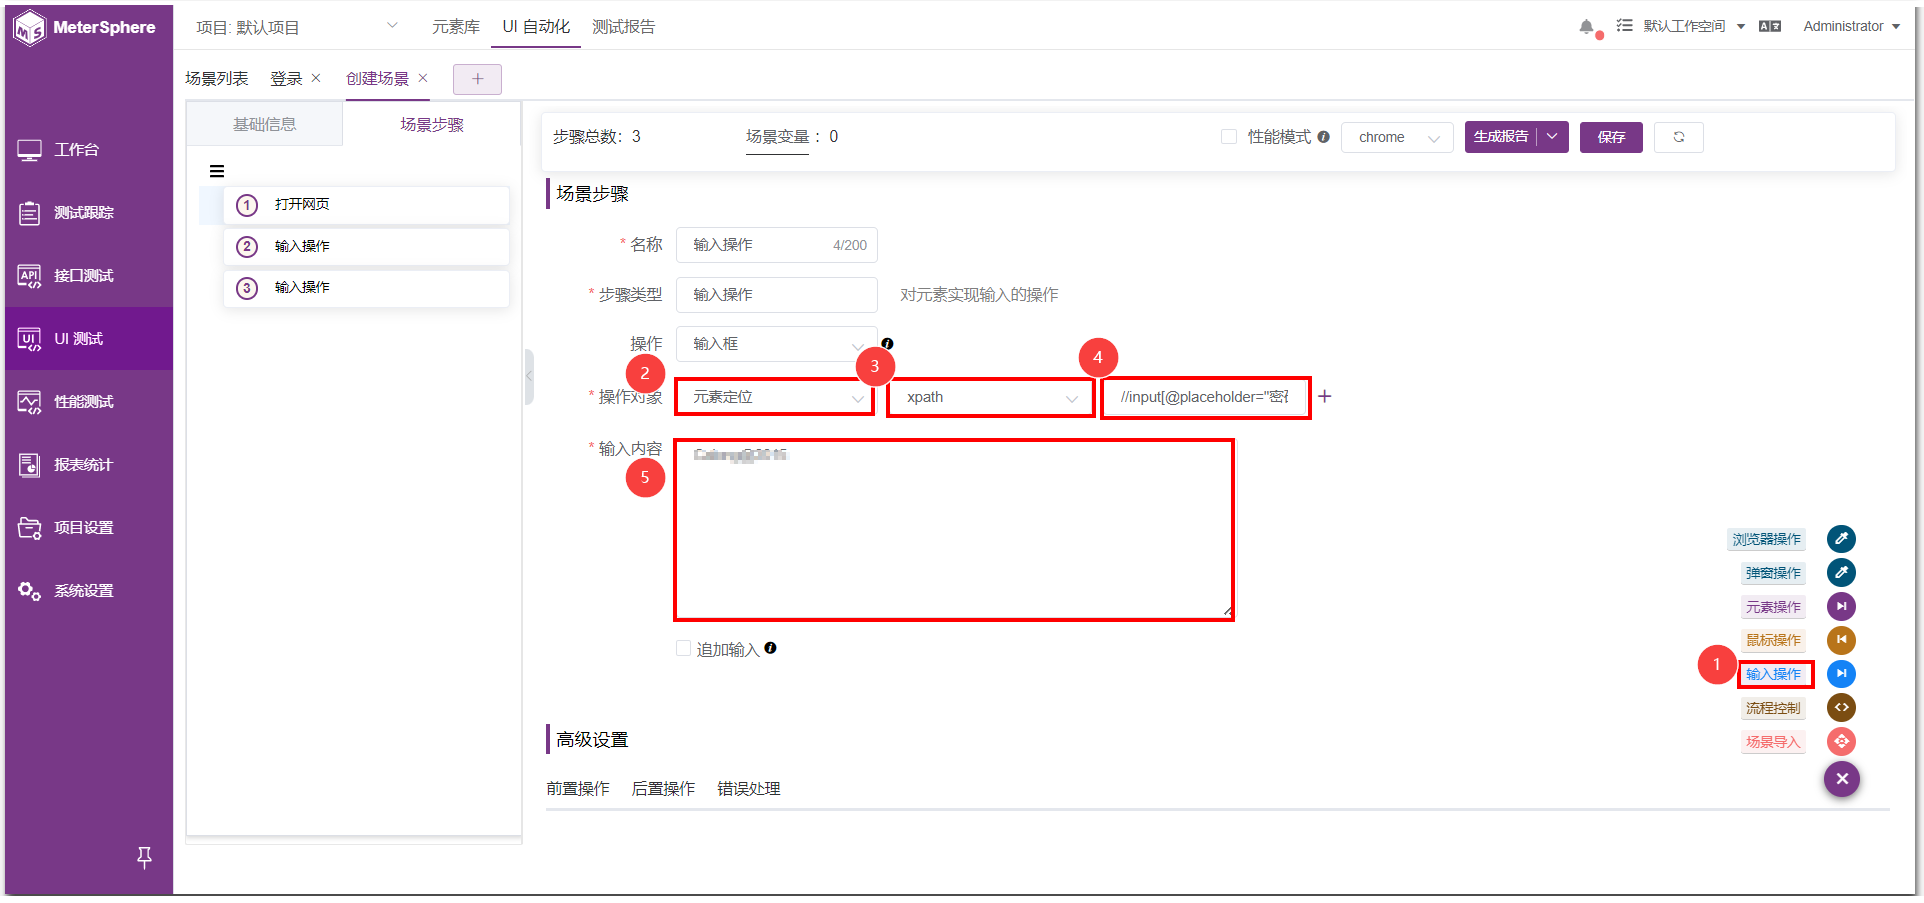 MeterSphere
项目: 默认项目
元素库
UI 自动化
测试报告
默认工作空间
Administrator
场景列表
登录 ×
创建场景 ×
+
工作台
测试跟踪
接口测试
UI 测试
性能测试
报表统计
项目设置
系统设置
基础信息
场景步骤
1 打开网页
2 输入操作
3 输入操作
步骤总数: 3
场景变量 : 0
性能模式
chrome
生成报告
保存
场景步骤
* 名称
输入操作
4/200
* 步骤类型
输入操作
对元素实现输入的操作
操作
输入框
2
3
4
* 操作对象
元素定位
xpath
//input[@placeholder="密
+
* 输入内容
5
追加输入
浏览器操作
弹窗操作
元素操作
鼠标操作
1
输入操作
流程控制
场景导入
高级设置
前置操作
后置操作
错误处理